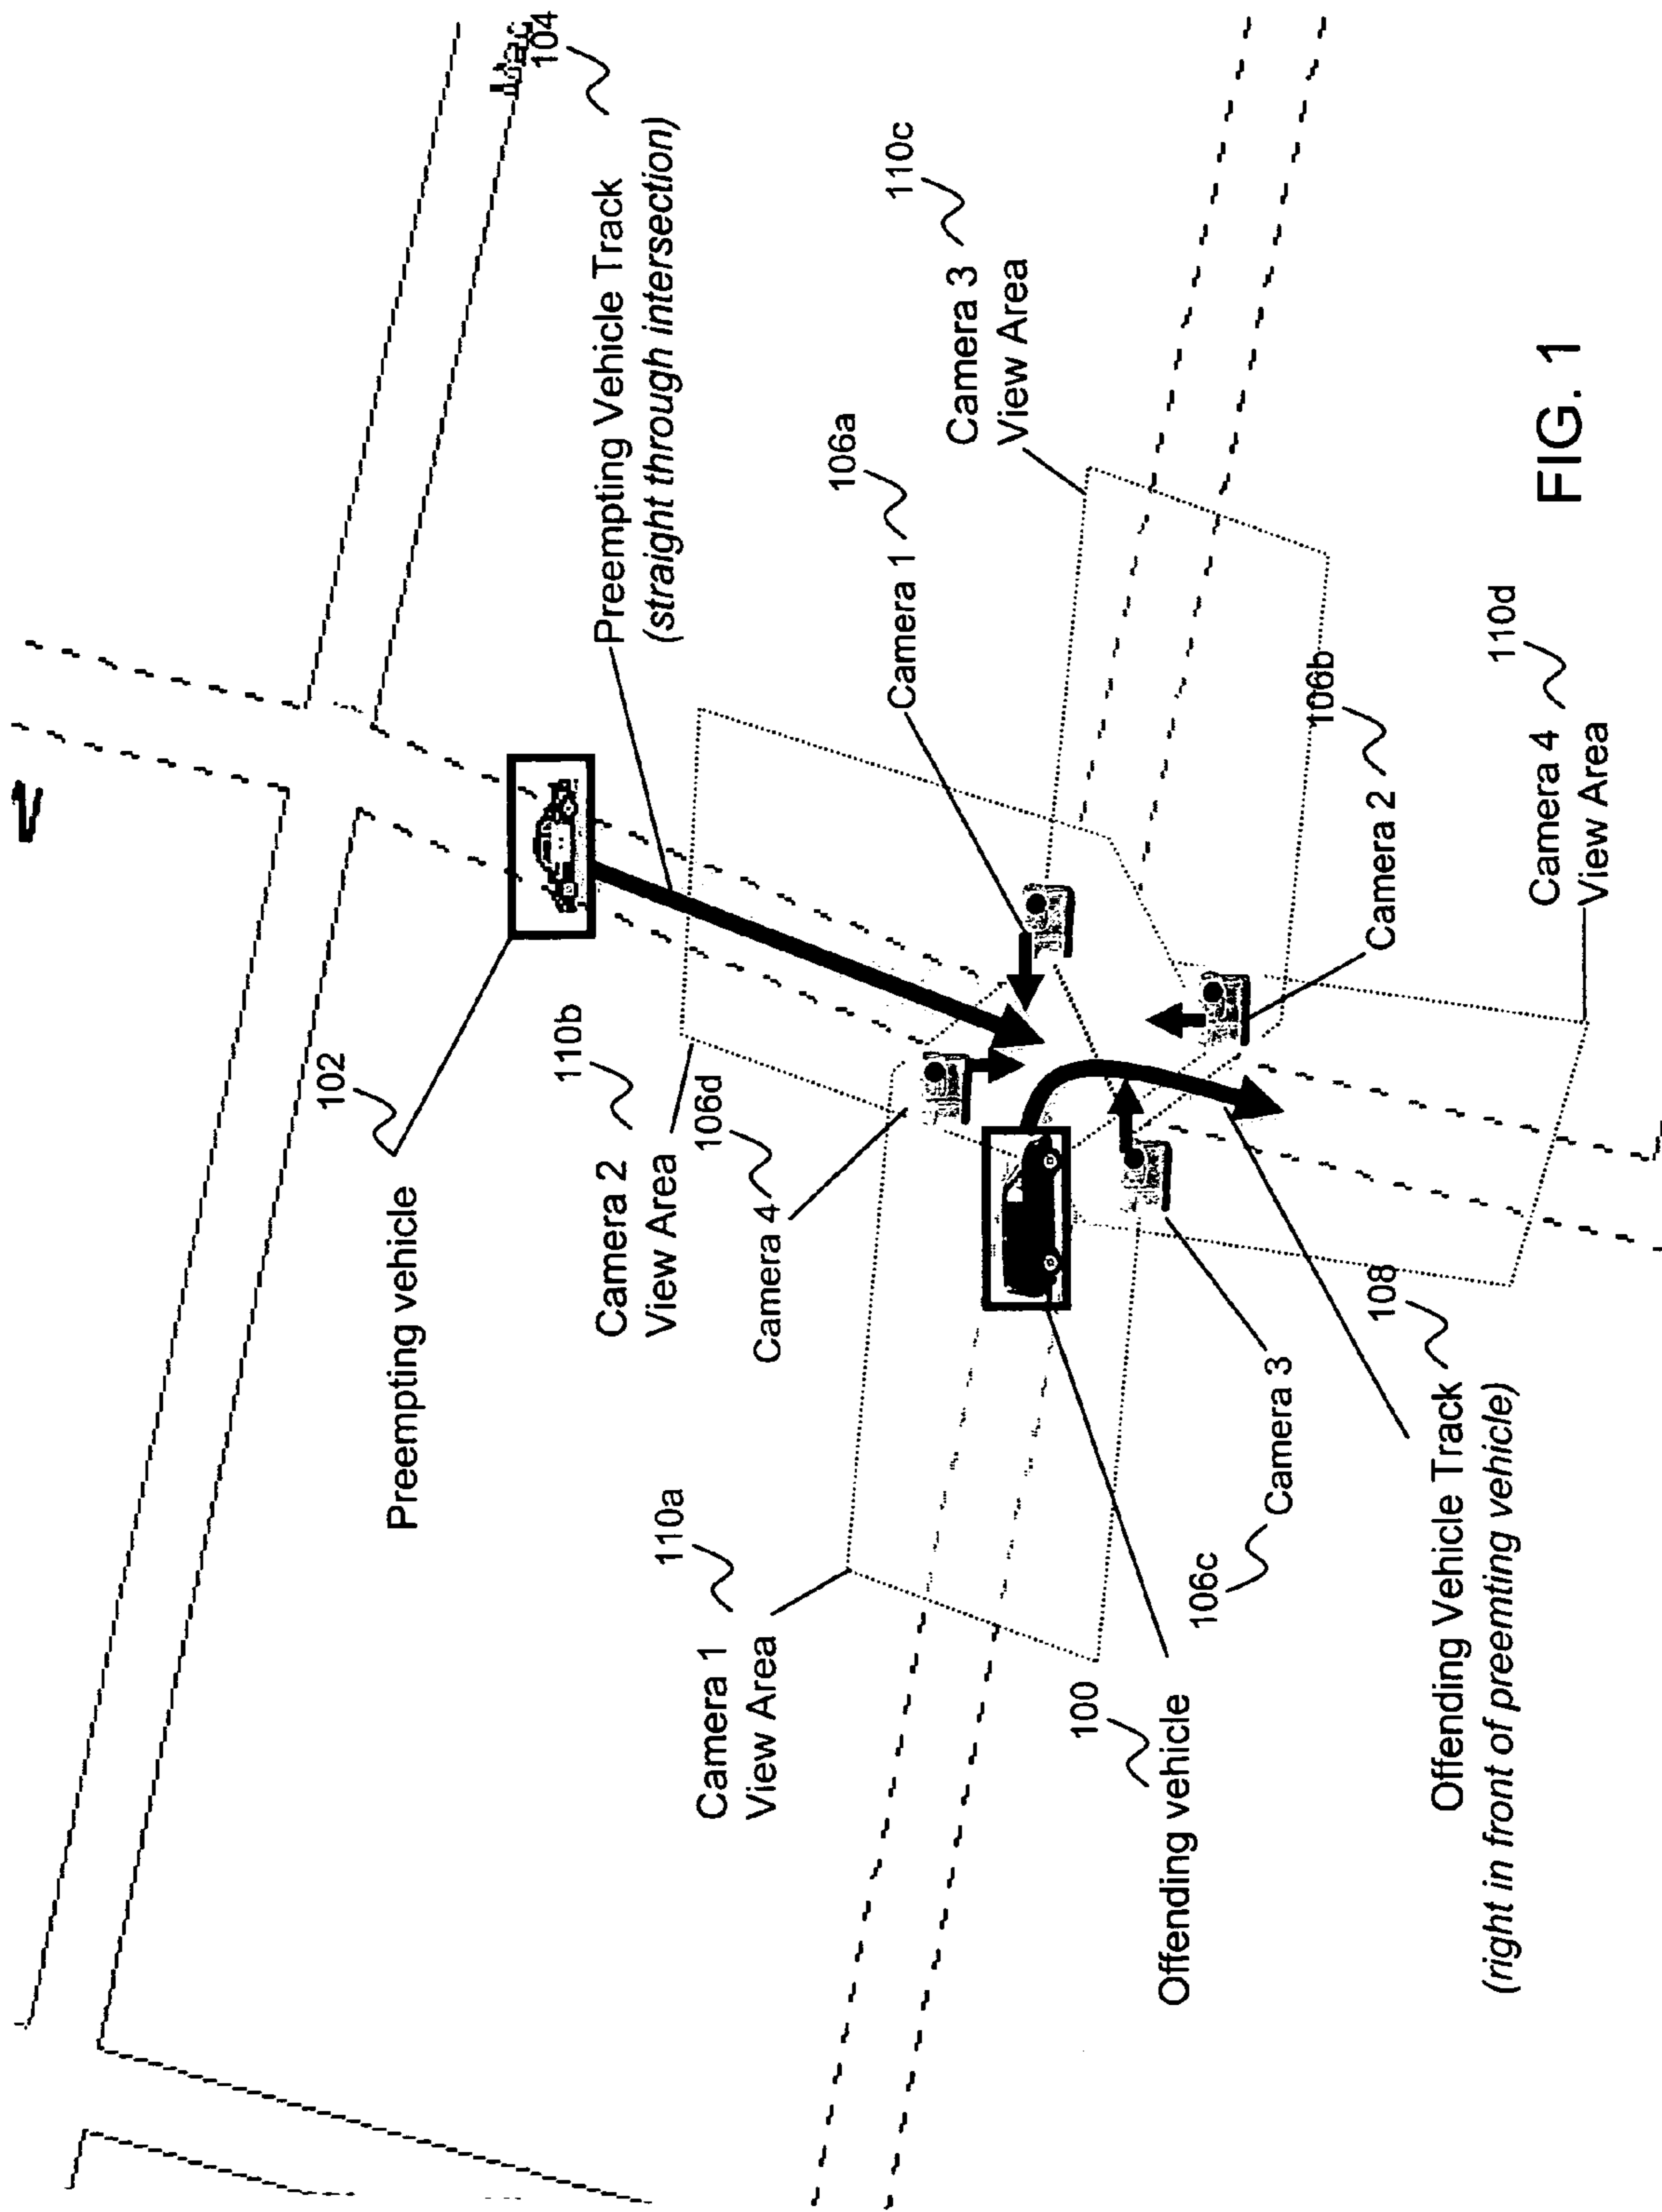 Preempting vehicle
102
104
Preempting Vehicle Track
(straight through intersection)
Camera 2
View Area
110b
106d
Camera 4
110a
Camera 1
View Area
106a
Camera 1
110c
Camera 3
View Area
100
Offending vehicle
106c
Camera 3
106b
Camera 2
110d
Camera 4
View Area
108
Offending Vehicle Track
(right in front of preemting vehicle)
FIG. 1